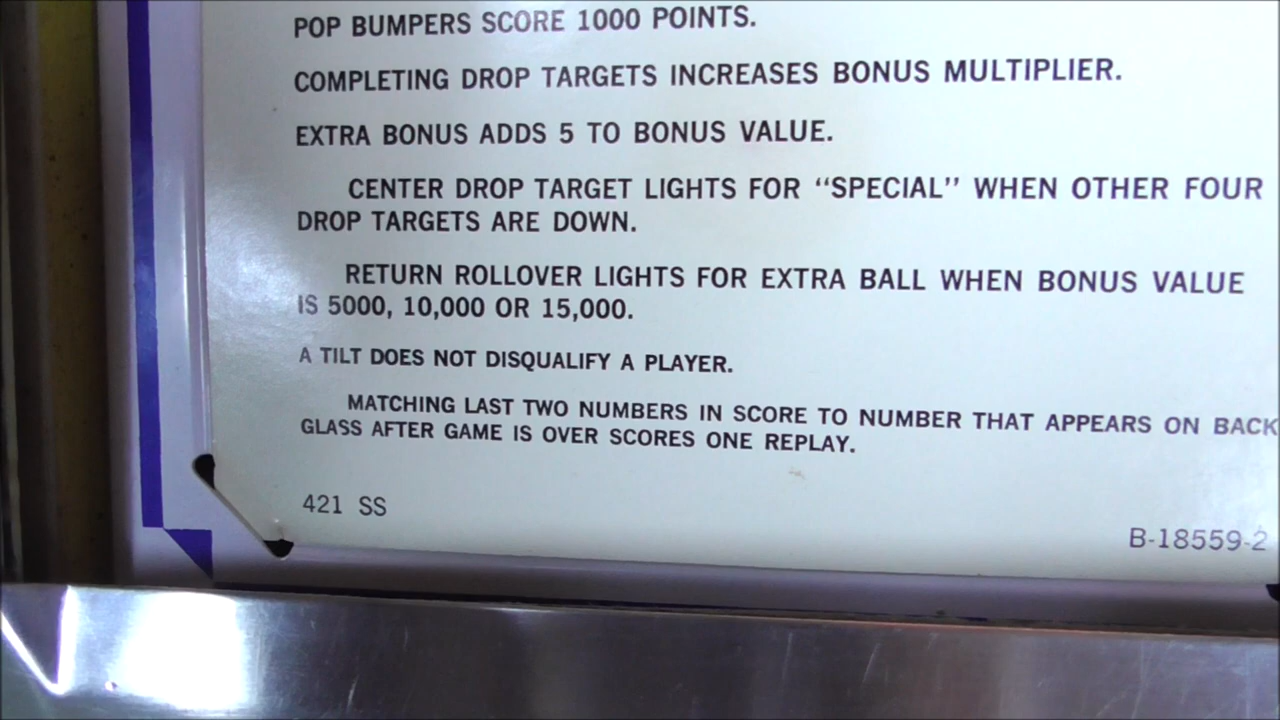 POP BUMPERS SCORE 1000 POINTS.
COMPLETING DROP TARGETS INCREASES BONUS MULTIPLIER.
EXTRA BONUS ADDS 5 TO BONUS VALUE.
CENTER DROP TARGET LIGHTS FOR “SPECIAL” WHEN OTHER FOUR
DROP TARGETS ARE DOWN.
RETURN ROLLOVER LIGHTS FOR EXTRA BALL WHEN BONUS VALUE
IS 5000, 10,000 OR 15,000.
A TILT DOES NOT DISQUALIFY A PLAYER.
MATCHING LAST TWO NUMBERS IN SCORE TO NUMBER THAT APPEARS ON BACK
GLASS AFTER GAME IS OVER SCORES ONE REPLAY.
421 SS
B-18559-2